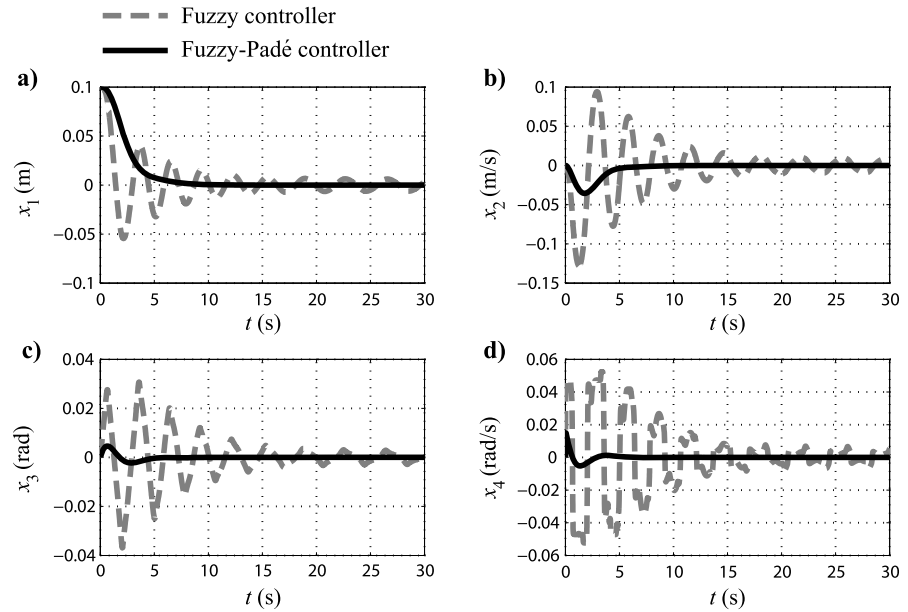 Fuzzy controller
Fuzzy-Padé controller
a)
0.1
0.05
0
−0.05
−0.1
x1 (m)
0 5 10 15 20 25 30
t (s)
b)
0.1
0.05
0
−0.05
−0.1
−0.15
x2 (m/s)
0 5 10 15 20 25 30
t (s)
c)
0.04
0.02
0
−0.02
−0.04
x3 (rad)
0 5 10 15 20 25 30
t (s)
d)
0.06
0.04
0.02
0
−0.02
−0.04
−0.06
x4 (rad/s)
0 5 10 15 20 25 30
t (s)